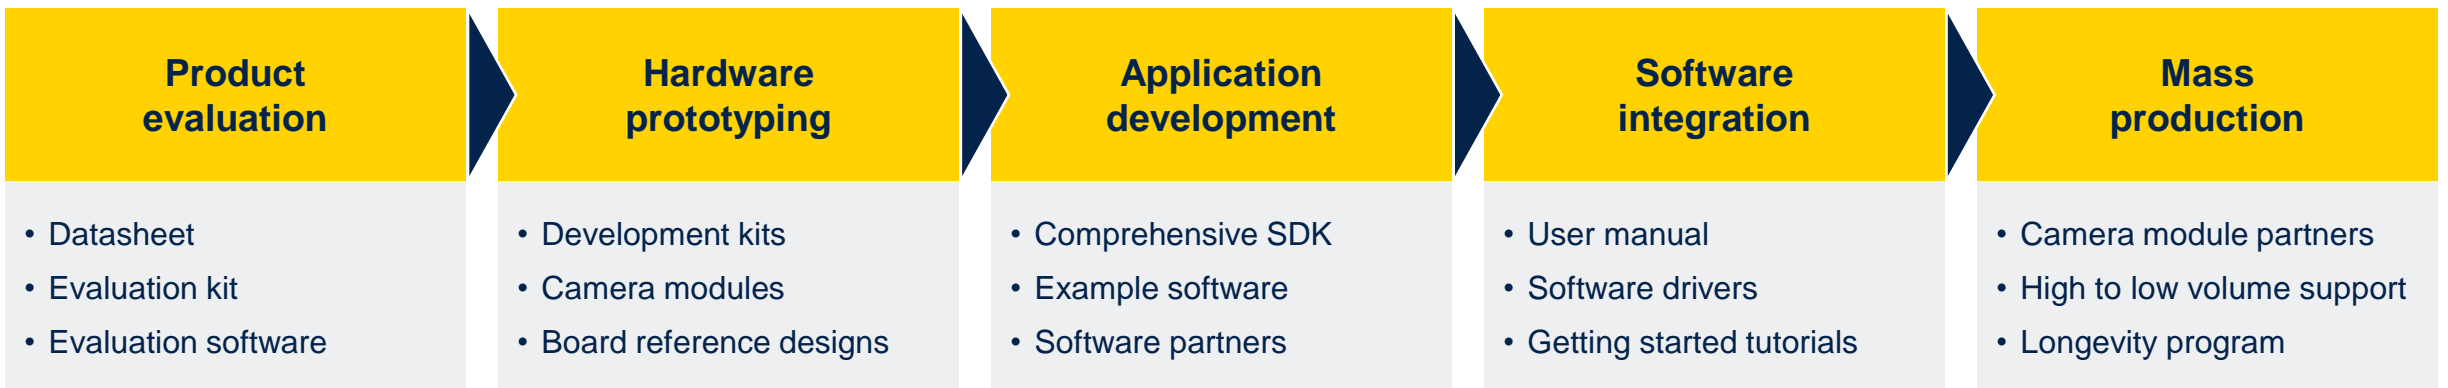 Product
evaluation
• Datasheet
• Evaluation kit
• Evaluation software
Hardware
prototyping
• Development kits
• Camera modules
• Board reference designs
Application
development
• Comprehensive SDK
• Example software
• Software partners
Software
integration
• User manual
• Software drivers
• Getting started tutorials
Mass
production
• Camera module partners
• High to low volume support
• Longevity program